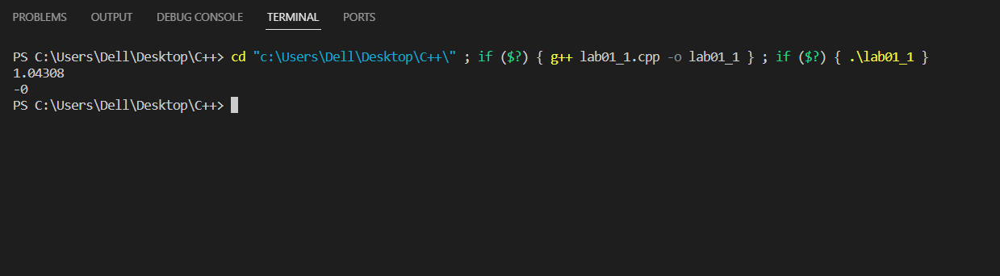 PROBLEMS OUTPUT DEBUG CONSOLE TERMINAL PORTS
PS C:\Users\Dell\Desktop\C++> cd "c:\Users\Dell\Desktop\C++\" ; if ($?) { g++ lab01_1.cpp -o lab01_1 } ; if ($?) { .\lab01_1 }
1.04308
-0
PS C:\Users\Dell\Desktop\C++>